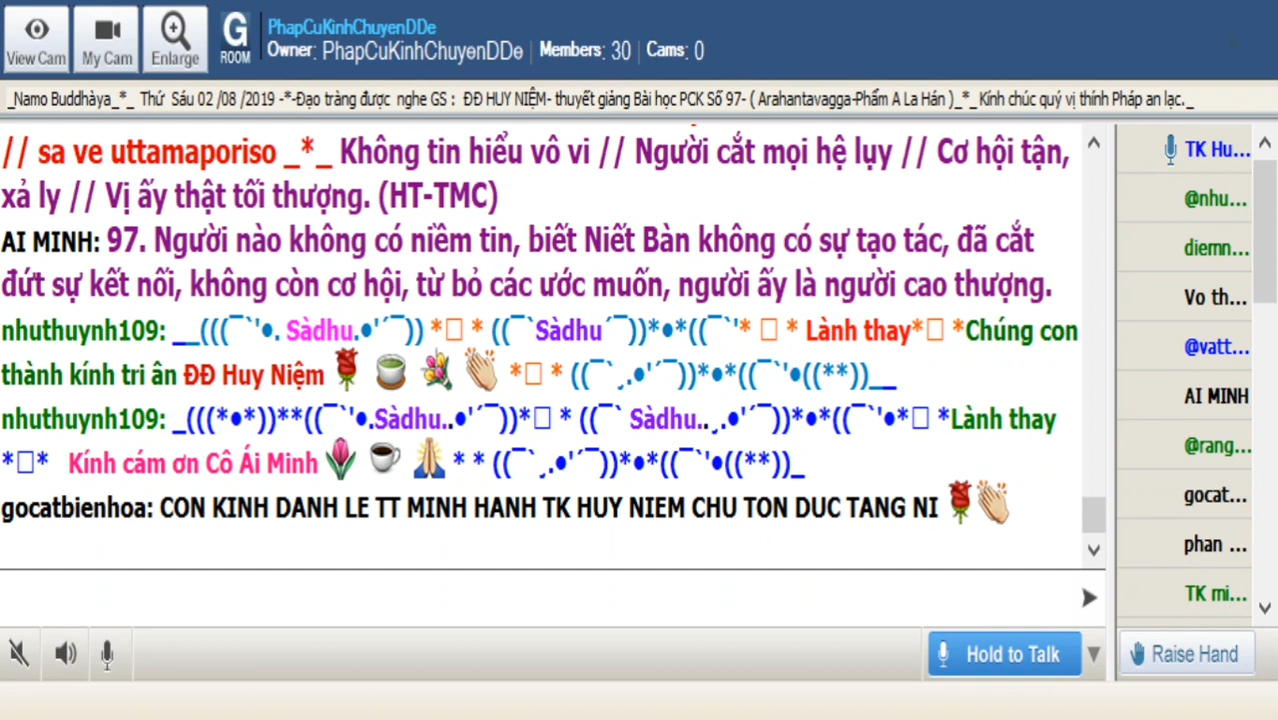 PhapCuKinhChuyenDDe
View Cam
My Cam
Enlarge
G ROOM
Owner: PhapCuKinhChuyenDDe | Members: 30 | Cams: 0
_Namo Buddhàya_*_ Thứ Sáu 02 /08 /2019 -*-Đạo tràng được nghe GS : ĐĐ HUY NIỆM- thuyết giảng Bài học PCK Số 97- ( Arahantavagga-Phẩm A La Hán )_*_ Kính chúc quý vị thính Pháp an lạc._
// sa ve uttamaporiso _*_ Không tin hiểu vô vi // Người cắt mọi hệ lụy // Cơ hội tận,
xả ly // Vị ấy thật tối thượng. (HT-TMC)
AI MINH: 97. Người nào không có niềm tin, biết Niết Bàn không có sự tạo tác, đã cắt
đứt sự kết nối, không còn cơ hội, từ bỏ các ước muốn, người ấy là người cao thượng.
nhuthuynh109: __(((¯`'•. Sàdhu.•'´¯)) *□ * ((¯`Sàdhu´¯))*•*((¯`'* □ * Lành thay*□ *Chúng con
thành kính tri ân ĐĐ Huy Niệm 🌹 🍵 💐 👏 *□ * ((¯`¸.•'´¯))*•*((¯`'•((**))__
nhuthuynh109: _(((*•*))**((¯`'•.Sàdhu..•'´¯))*□ * ((¯` Sàdhu..¸.•'´¯))*•*((¯`'•*□ *Lành thay
*□* Kính cám ơn Cô Ái Minh 🌷 ☕ 🙏 * * ((¯`¸.•'´¯))*•*((¯`'•((**))_
gocatbienhoa: CON KINH DANH LE TT MINH HANH TK HUY NIEM CHU TON DUC TANG NI 🌹👏
TK Hu...
@nhu...
diemn...
Vo th...
@vatt...
AI MINH
@rang...
gocat...
phan ...
TK mi...
Hold to Talk
Raise Hand